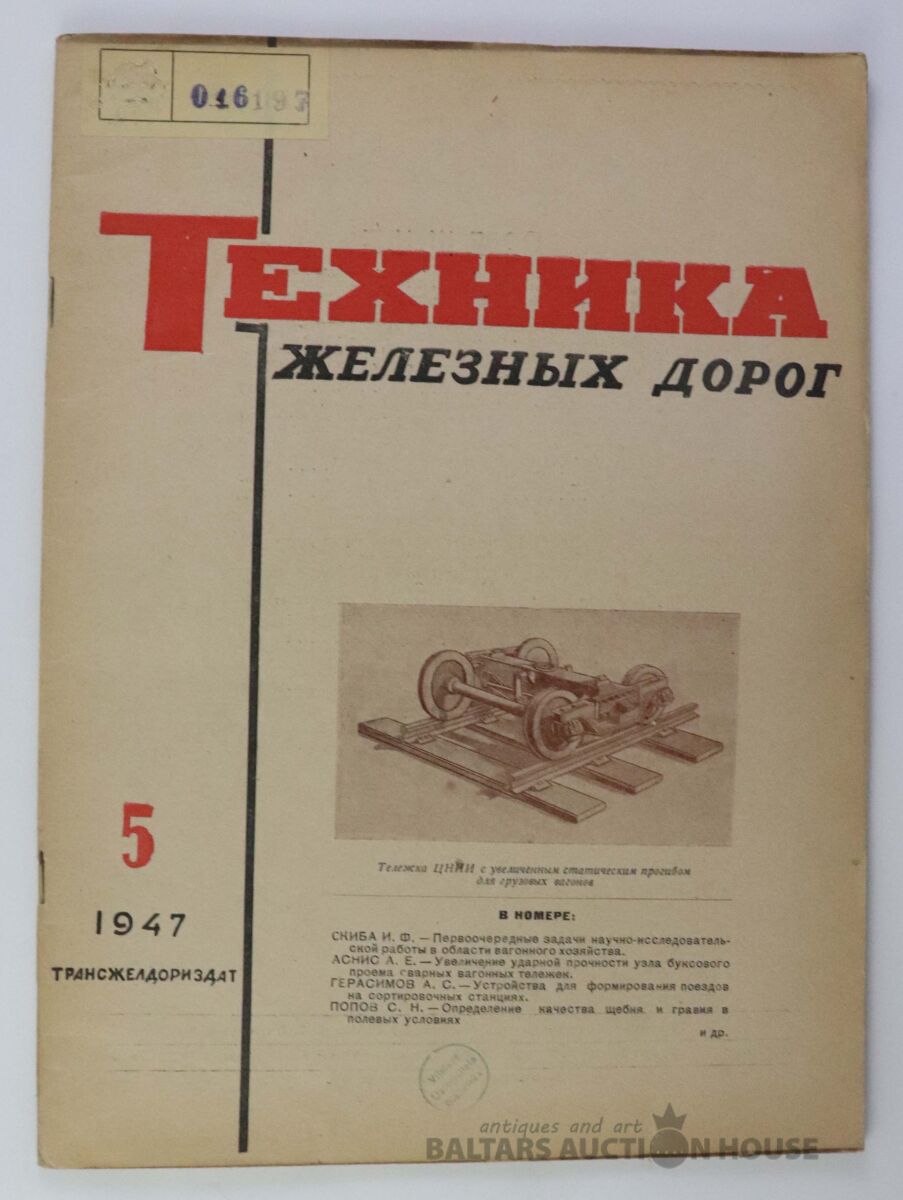 016197
ТЕХНИКА
ЖЕЛЕЗНЫХ ДОРОГ
Тележка ЦНИИ с увеличенным статическим прогибом
для грузовых вагонов
5
1947
ТРАНСЖЕЛДОРИЗДАТ
В НОМЕРЕ:
СКИБА И. Ф. — Первоочередные задачи научно-исследователь-
ской работы в области вагонного хозяйства.
АСНИС А. Е. — Увеличение ударной прочности узла буксового
проема сварных вагонных тележек.
ГЕРАСИМОВ А. С. — Устройства для формирования поездов
на сортировочных станциях.
ПОПОВ С. Н. — Определение качества щебня и гравия в
полевых условиях
и др.
antiques and art
BALTARS AUCTION HOUSE